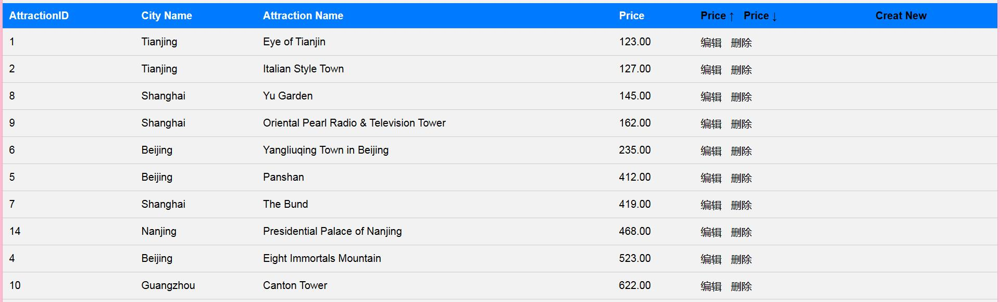 AttractionID City Name Attraction Name Price Price ↑ Price ↓ Creat New
1 Tianjing Eye of Tianjin 123.00 编辑 删除
2 Tianjing Italian Style Town 127.00 编辑 删除
8 Shanghai Yu Garden 145.00 编辑 删除
9 Shanghai Oriental Pearl Radio & Television Tower 162.00 编辑 删除
6 Beijing Yangliuqing Town in Beijing 235.00 编辑 删除
5 Beijing Panshan 412.00 编辑 删除
7 Shanghai The Bund 419.00 编辑 删除
14 Nanjing Presidential Palace of Nanjing 468.00 编辑 删除
4 Beijing Eight Immortals Mountain 523.00 编辑 删除
10 Guangzhou Canton Tower 622.00 编辑 删除